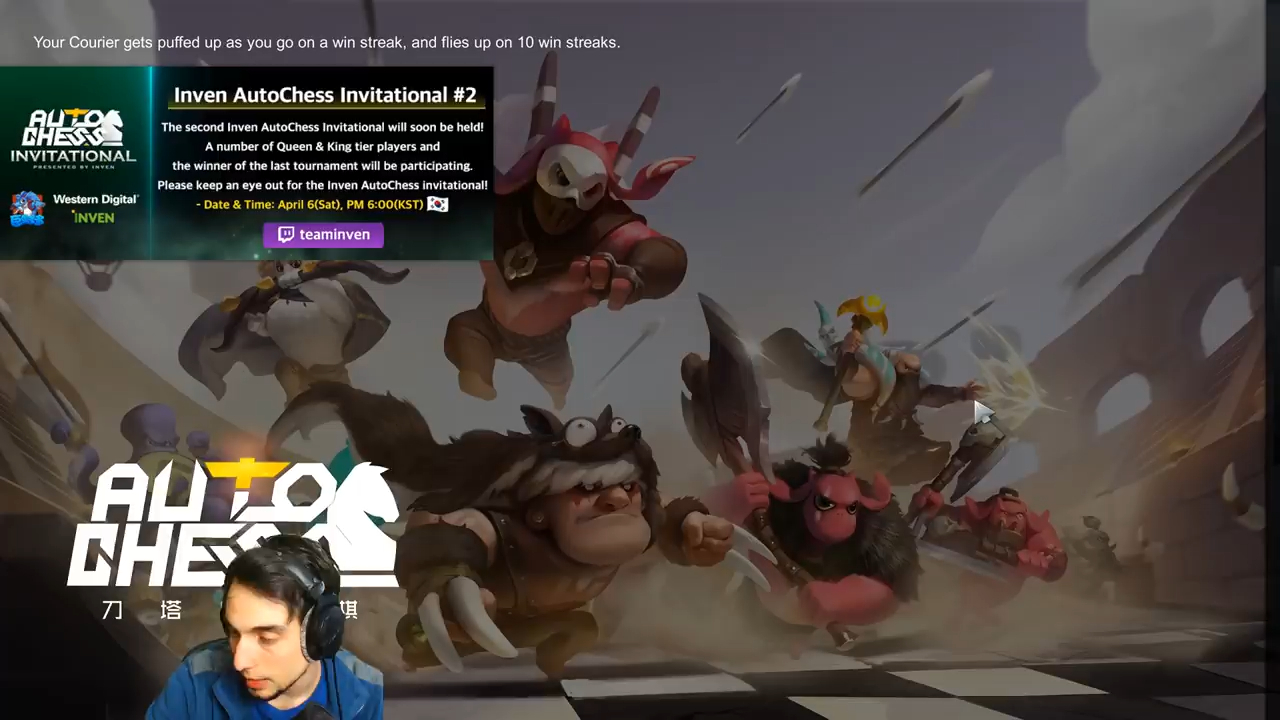 Your Courier gets puffed up as you go on a win streak, and flies up on 10 win streaks.
AUTO
CHESS
INVITATIONAL
PRESENTED BY INVEN
Western Digital
INVEN
Inven AutoChess Invitational #2
The second Inven AutoChess Invitational will soon be held!
A number of Queen & King tier players and
the winner of the last tournament will be participating.
Please keep an eye out for the Inven AutoChess invitational!
- Date & Time: April 6(Sat), PM 6:00(KST)
teaminven
AUTO
CHESS
刀 塔 棋